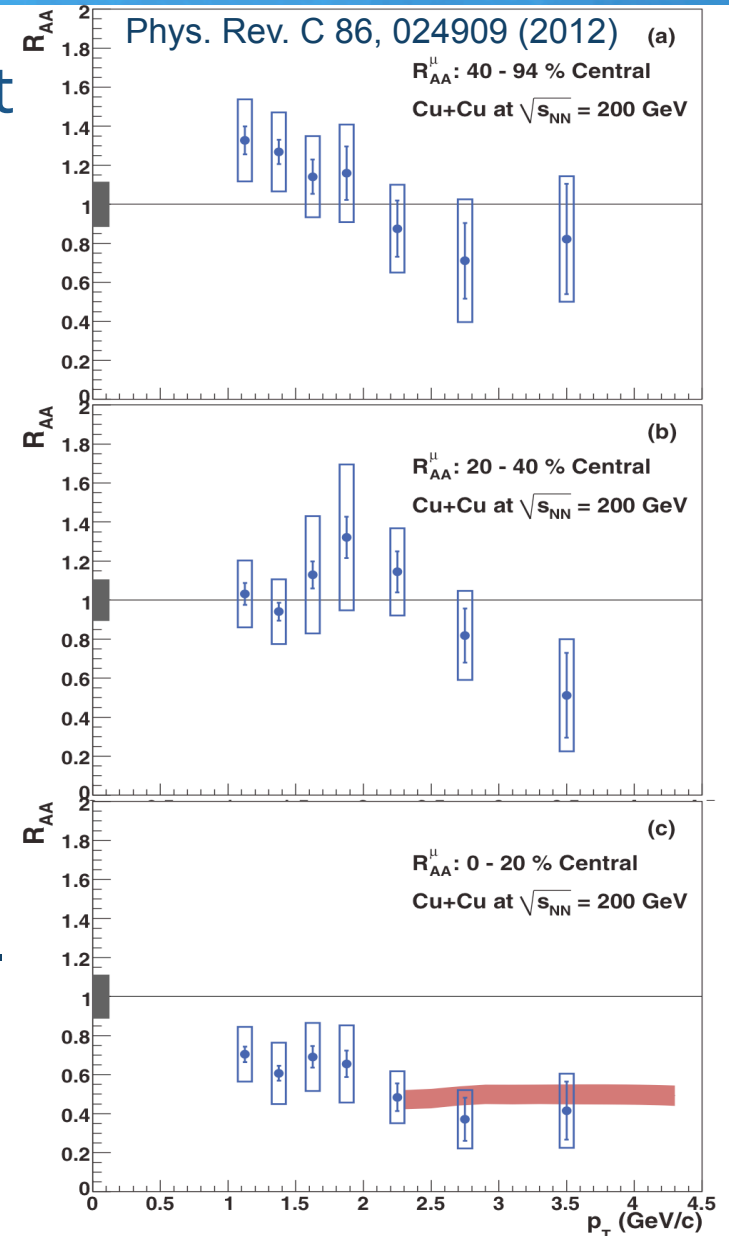 Phys. Rev. C 86, 024909 (2012)
t
(a)
R_AA
R^μ_AA: 40 - 94 % Central
Cu+Cu at √s_NN = 200 GeV
2
1.8
1.6
1.4
1.2
1
0.8
0.6
0.4
0.2
0
(b)
R_AA
R^μ_AA: 20 - 40 % Central
Cu+Cu at √s_NN = 200 GeV
2
1.8
1.6
1.4
1.2
1
0.8
0.6
0.4
0.2
0
(c)
R_AA
R^μ_AA: 0 - 20 % Central
Cu+Cu at √s_NN = 200 GeV
2
1.8
1.6
1.4
1.2
1
0.8
0.6
0.4
0.2
0
0 0.5 1 1.5 2 2.5 3 3.5 4 4.5
p_T (GeV/c)